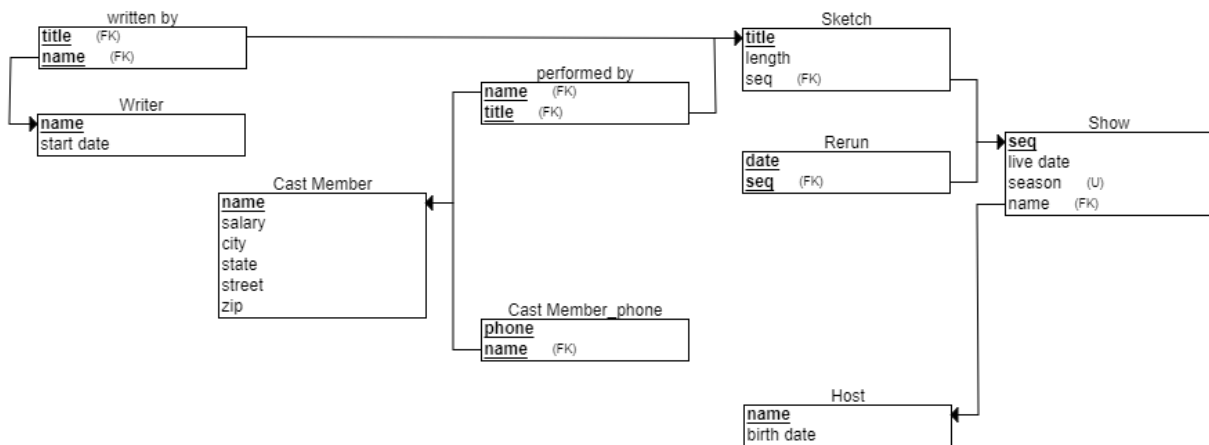 written by
title (FK)
name (FK)
Writer
name
start date
Cast Member
name
salary
city
state
street
zip
performed by
name (FK)
title (FK)
Cast Member_phone
phone
name (FK)
Sketch
title
length
seq (FK)
Rerun
date
seq (FK)
Show
seq
live date
season (U)
name (FK)
Host
name
birth date